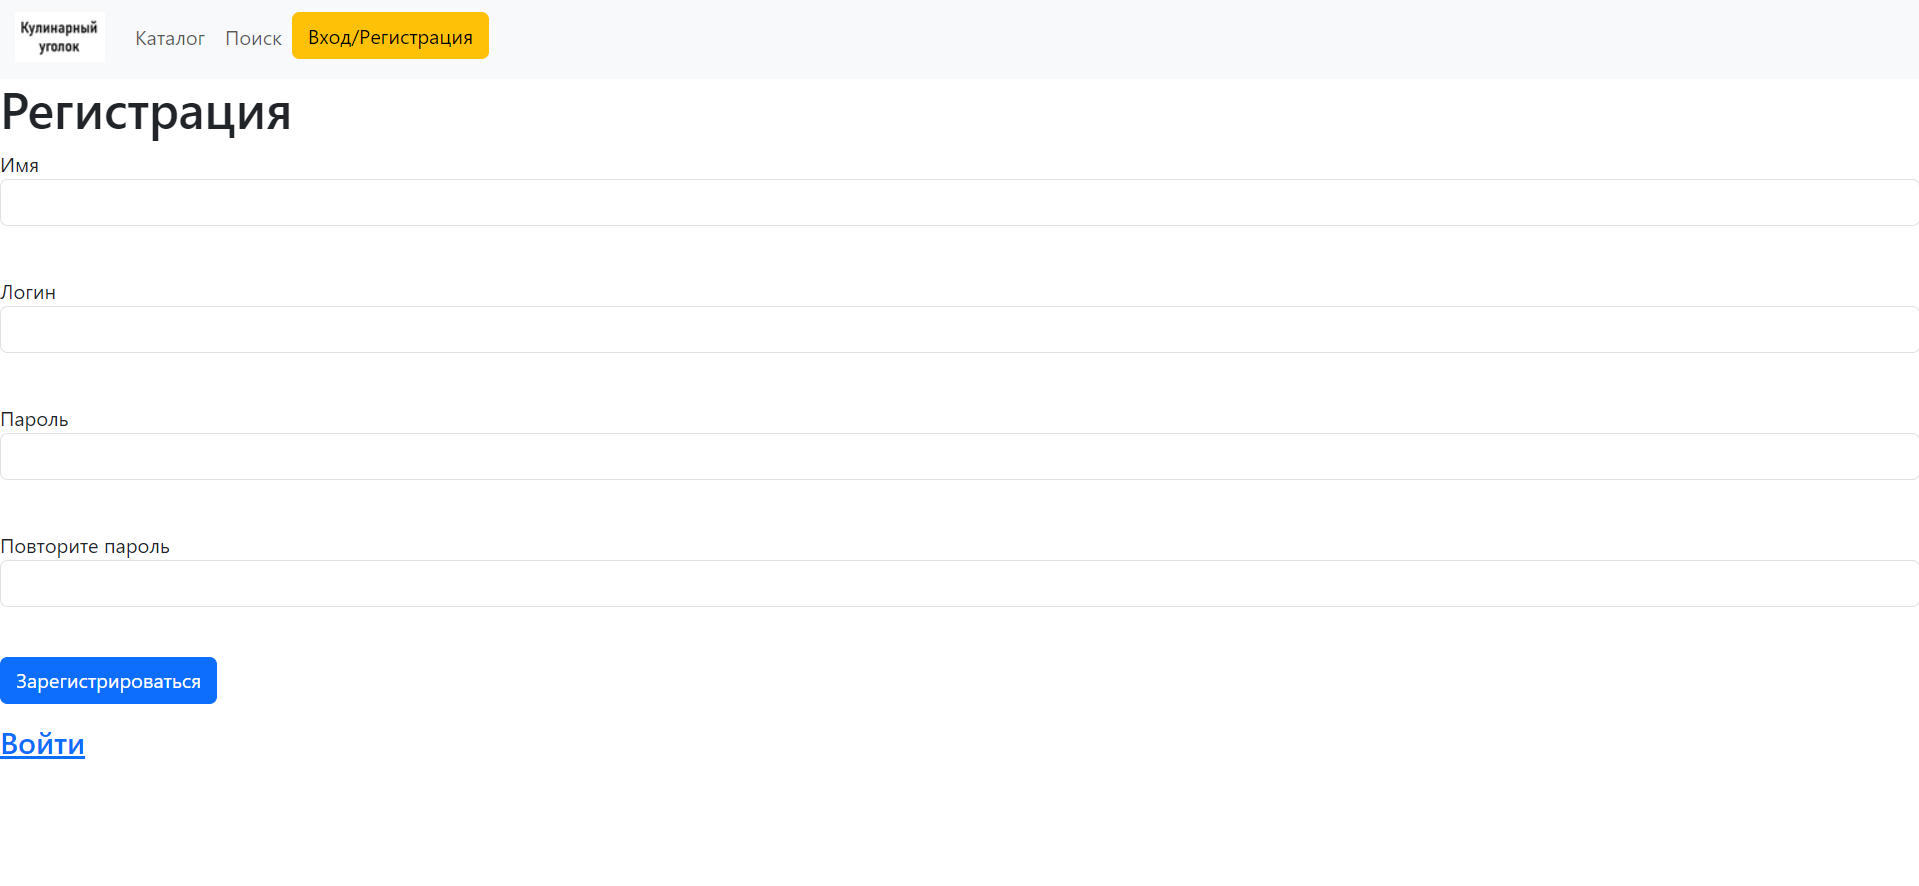 Кулинарный
уголок
Каталог
Поиск
Вход/Регистрация
Регистрация
Имя
Логин
Пароль
Повторите пароль
Зарегистрироваться
Войти